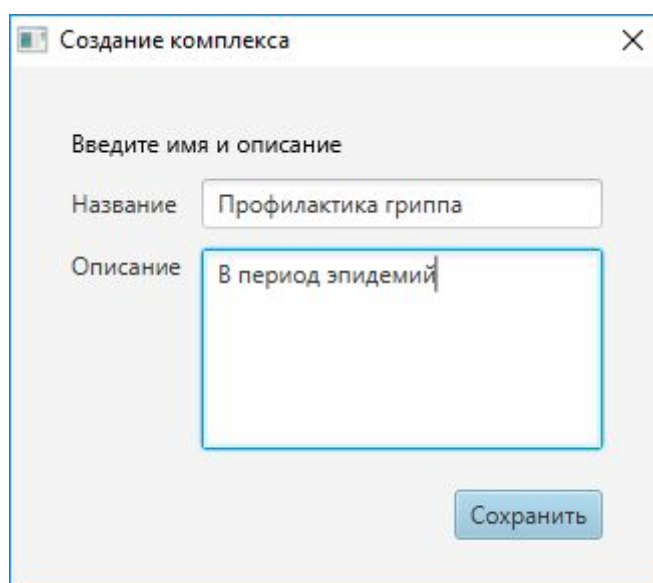 Создание комплекса
Введите имя и описание
Название Профилактика гриппа
Описание В период эпидемий
Сохранить